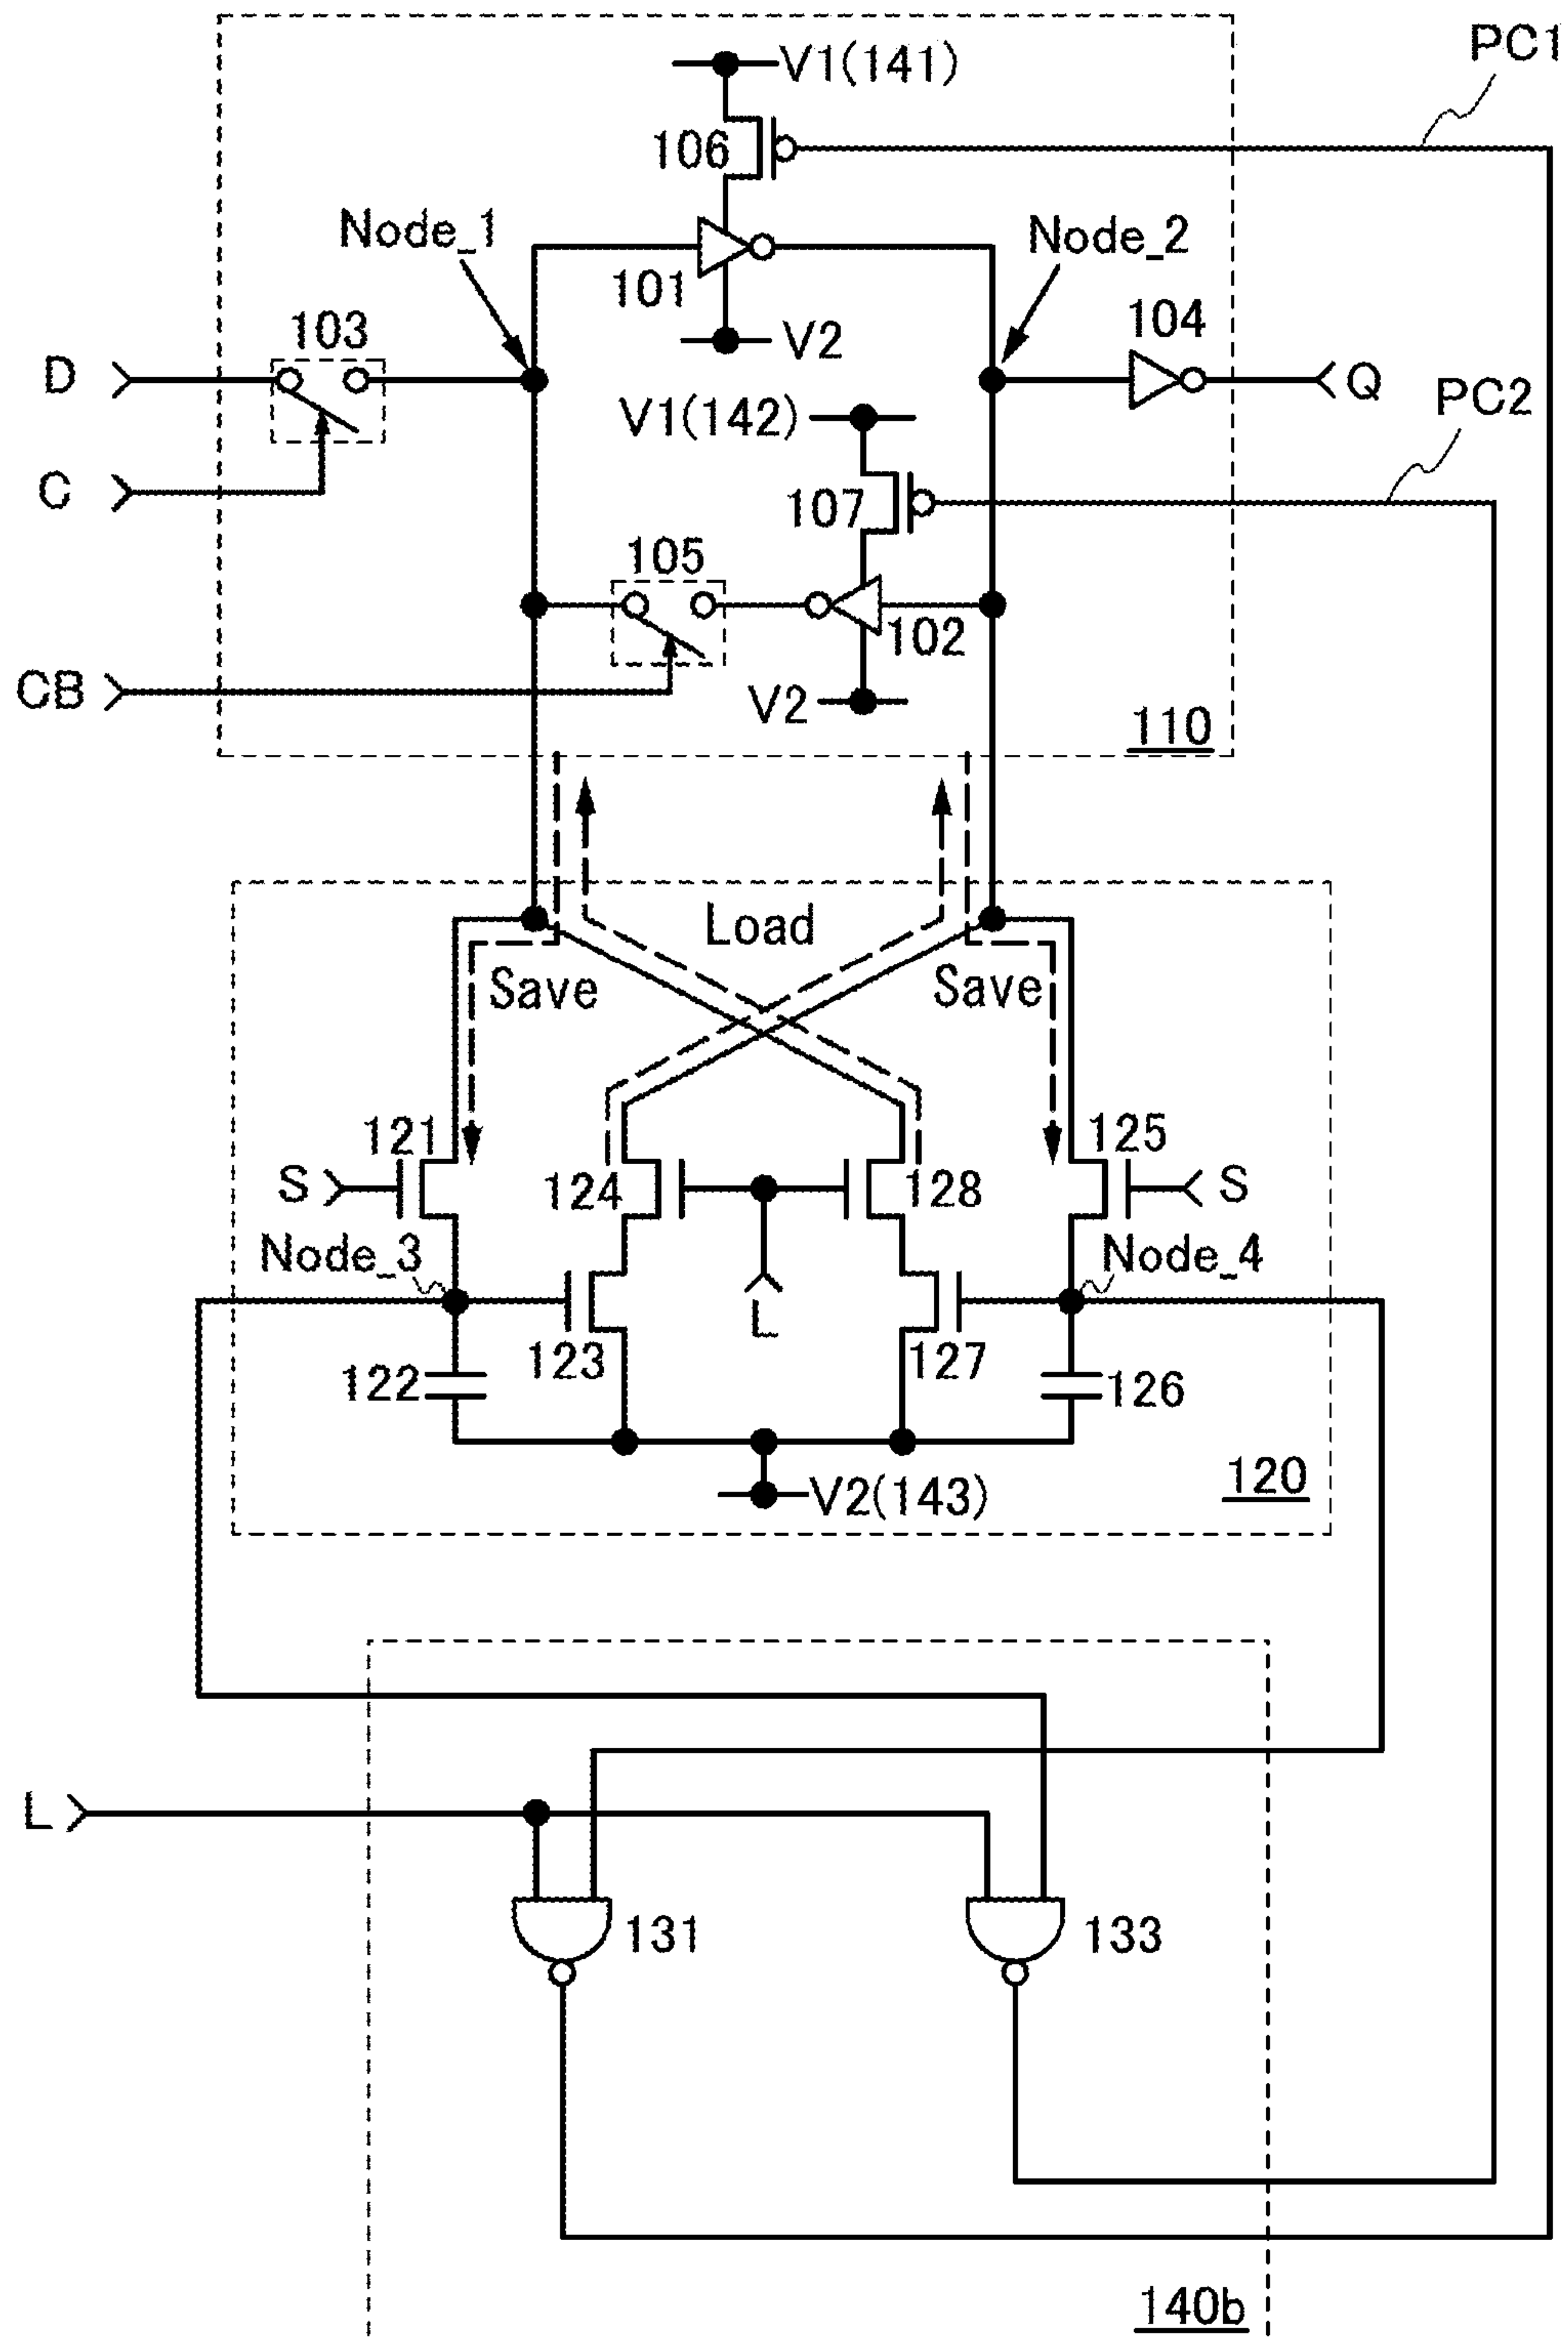 PC1
V1(141)
106
Node_1
Node_2
101
103
104
V2
D
Q
PC2
V1(142)
C
107
105
102
CB
V2
110
Load
Save
Save
121
125
S
124
128
S
Node_3
Node_4
L
123
127
122
126
V2(143)
120
L
131
133
140b